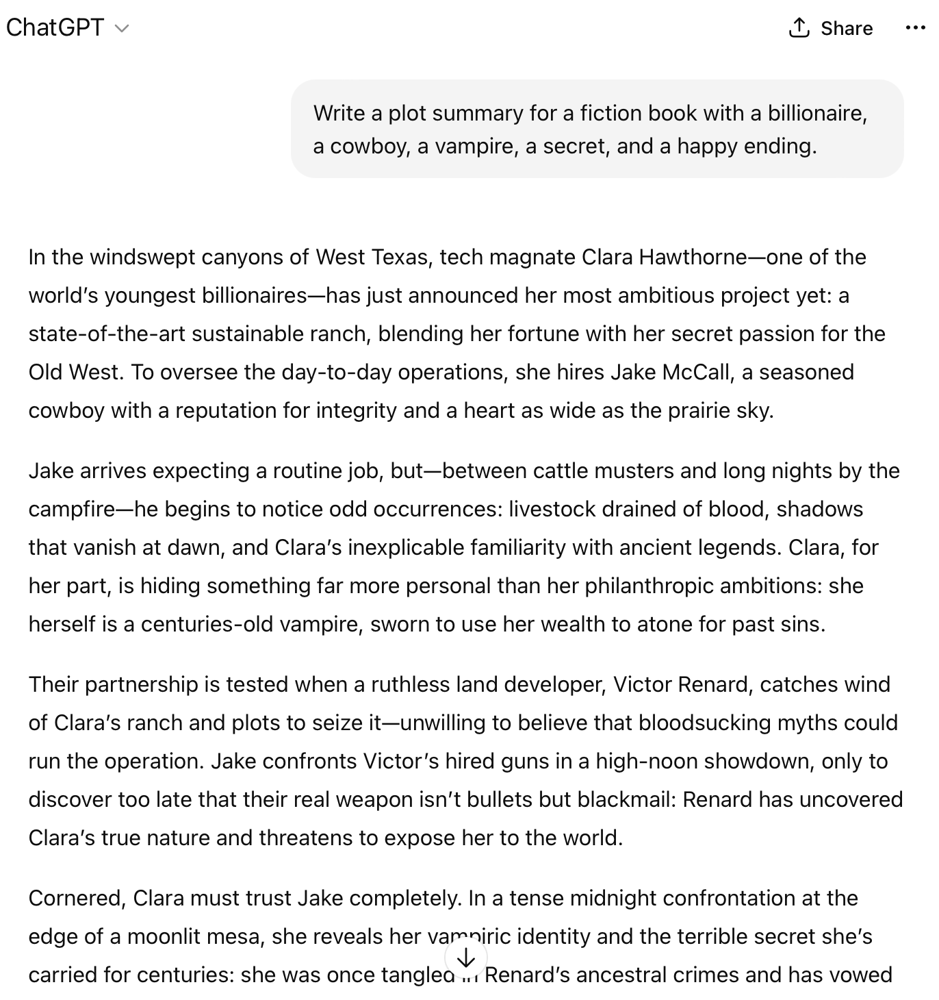 ChatGPT
Share
Write a plot summary for a fiction book with a billionaire,
a cowboy, a vampire, a secret, and a happy ending.
In the windswept canyons of West Texas, tech magnate Clara Hawthorne—one of the
world’s youngest billionaires—has just announced her most ambitious project yet: a
state-of-the-art sustainable ranch, blending her fortune with her secret passion for the
Old West. To oversee the day-to-day operations, she hires Jake McCall, a seasoned
cowboy with a reputation for integrity and a heart as wide as the prairie sky.
Jake arrives expecting a routine job, but—between cattle musters and long nights by the
campfire—he begins to notice odd occurrences: livestock drained of blood, shadows
that vanish at dawn, and Clara’s inexplicable familiarity with ancient legends. Clara, for
her part, is hiding something far more personal than her philanthropic ambitions: she
herself is a centuries-old vampire, sworn to use her wealth to atone for past sins.
Their partnership is tested when a ruthless land developer, Victor Renard, catches wind
of Clara’s ranch and plots to seize it—unwilling to believe that bloodsucking myths could
run the operation. Jake confronts Victor’s hired guns in a high-noon showdown, only to
discover too late that their real weapon isn’t bullets but blackmail: Renard has uncovered
Clara’s true nature and threatens to expose her to the world.
Cornered, Clara must trust Jake completely. In a tense midnight confrontation at the
edge of a moonlit mesa, she reveals her vampiric identity and the terrible secret she’s
carried for centuries: she was once tangled in Renard’s ancestral crimes and has vowed